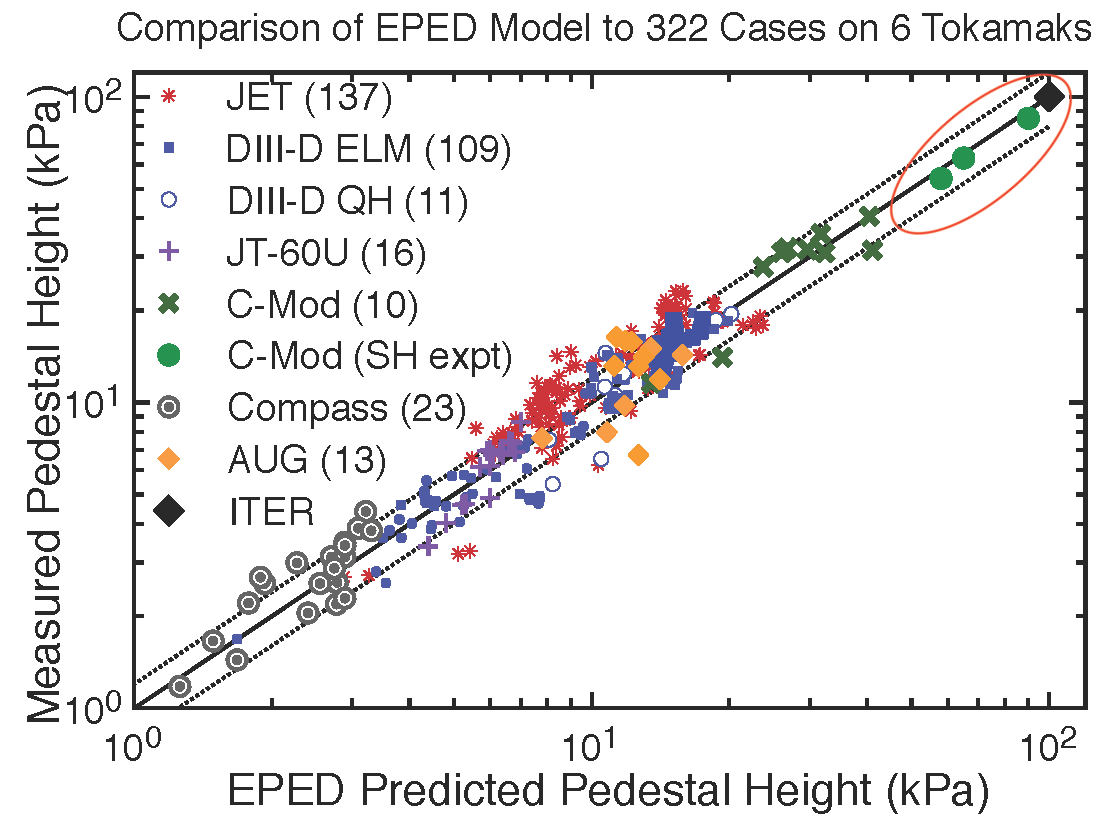 Comparison of EPED Model to 322 Cases on 6 Tokamaks
Measured Pedestal Height (kPa)
10²
10¹
10⁰
JET (137)
DIII-D ELM (109)
DIII-D QH (11)
JT-60U (16)
C-Mod (10)
C-Mod (SH expt)
Compass (23)
AUG (13)
ITER
10⁰
10¹
10²
EPED Predicted Pedestal Height (kPa)